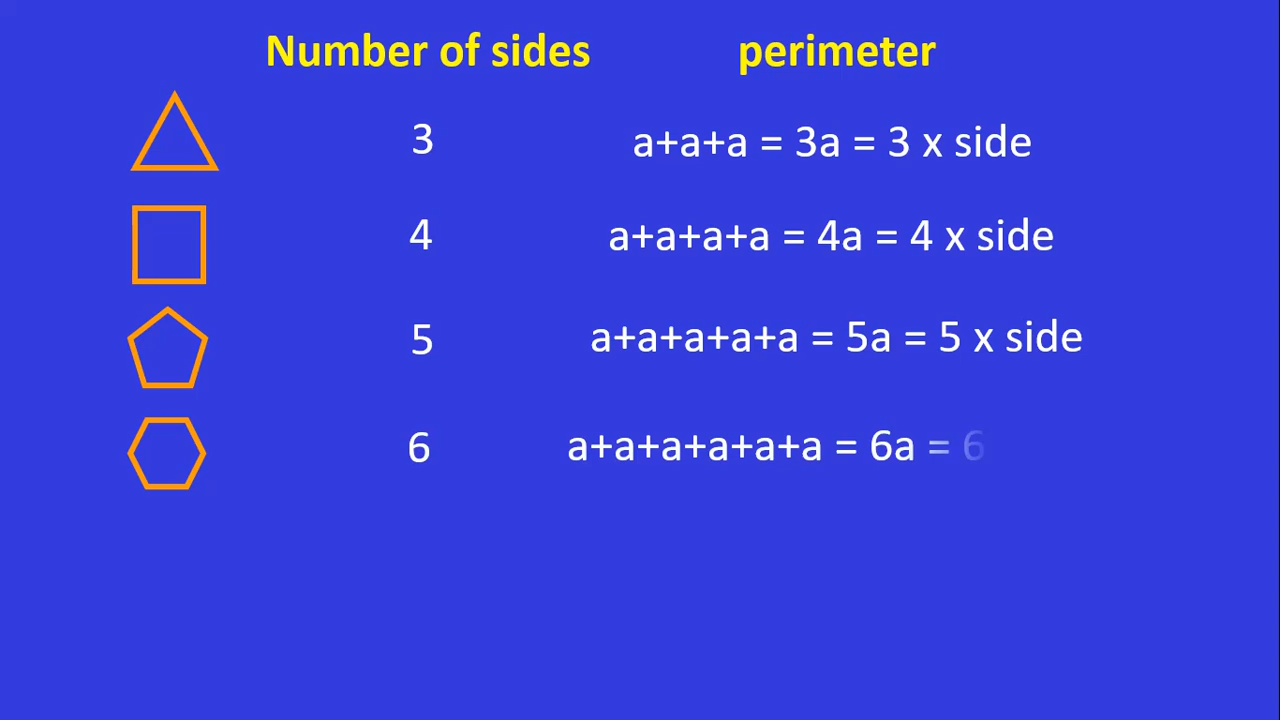 Number of sides perimeter
3 a+a+a = 3a = 3 x side
4 a+a+a+a = 4a = 4 x side
5 a+a+a+a+a = 5a = 5 x side
6 a+a+a+a+a+a = 6a = 6